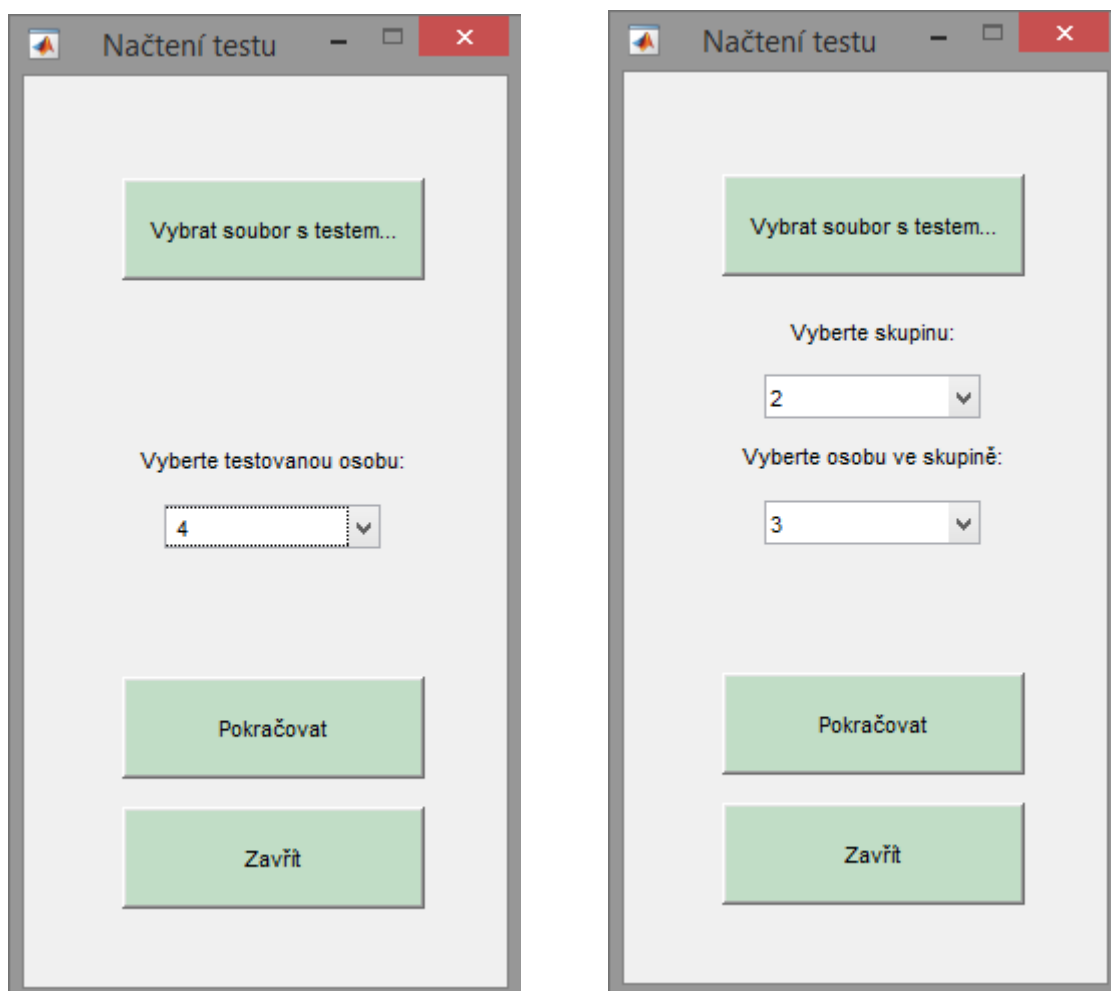 Načtení testu
Vybrat soubor s testem...
Vyberte testovanou osobu:
4
Pokračovat
Zavřít
Načtení testu
Vybrat soubor s testem...
Vyberte skupinu:
2
Vyberte osobu ve skupině:
3
Pokračovat
Zavřít